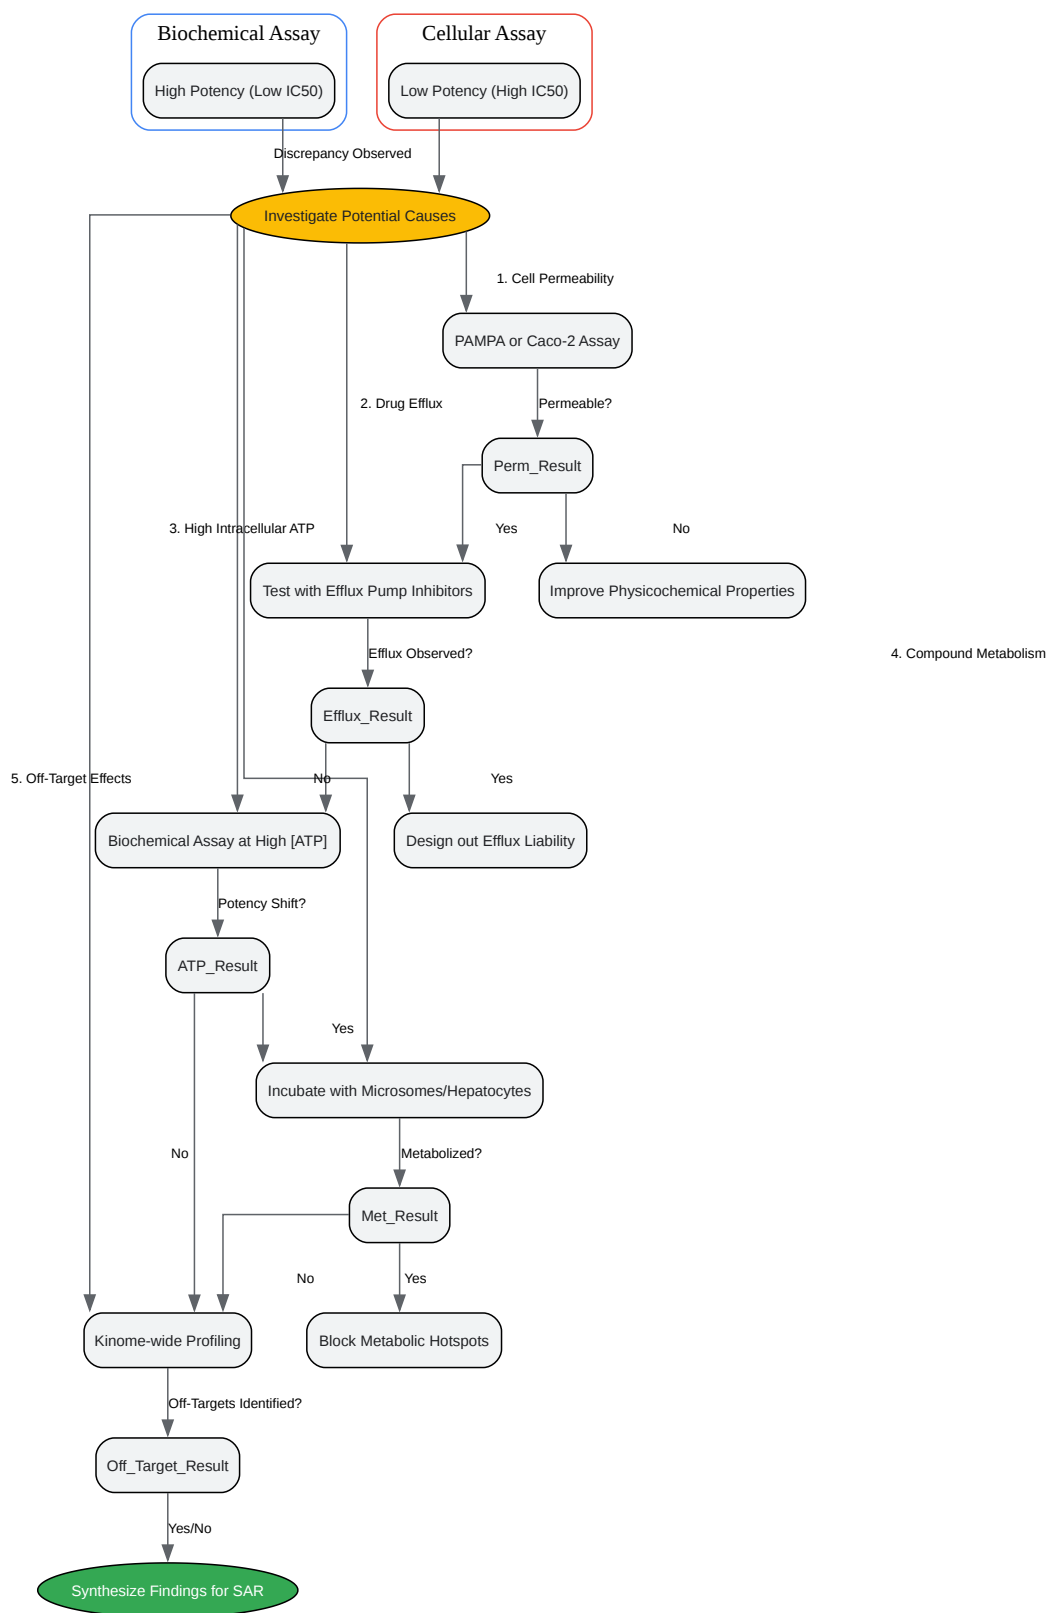 Biochemical Assay
Cellular Assay
High Potency (Low IC50)
Low Potency (High IC50)
Discrepancy Observed
Investigate Potential Causes
1. Cell Permeability
PAMPA or Caco-2 Assay
2. Drug Efflux
Permeable?
Perm_Result
3. High Intracellular ATP
Yes
No
Test with Efflux Pump Inhibitors
Improve Physicochemical Properties
Efflux Observed?
4. Compound Metabolism
Efflux_Result
5. Off-Target Effects
No
Yes
Biochemical Assay at High [ATP]
Design out Efflux Liability
Potency Shift?
ATP_Result
Yes
Incubate with Microsomes/Hepatocytes
No
Metabolized?
Met_Result
No
Yes
Kinome-wide Profiling
Block Metabolic Hotspots
Off-Targets Identified?
Off_Target_Result
Yes/No
Synthesize Findings for SAR